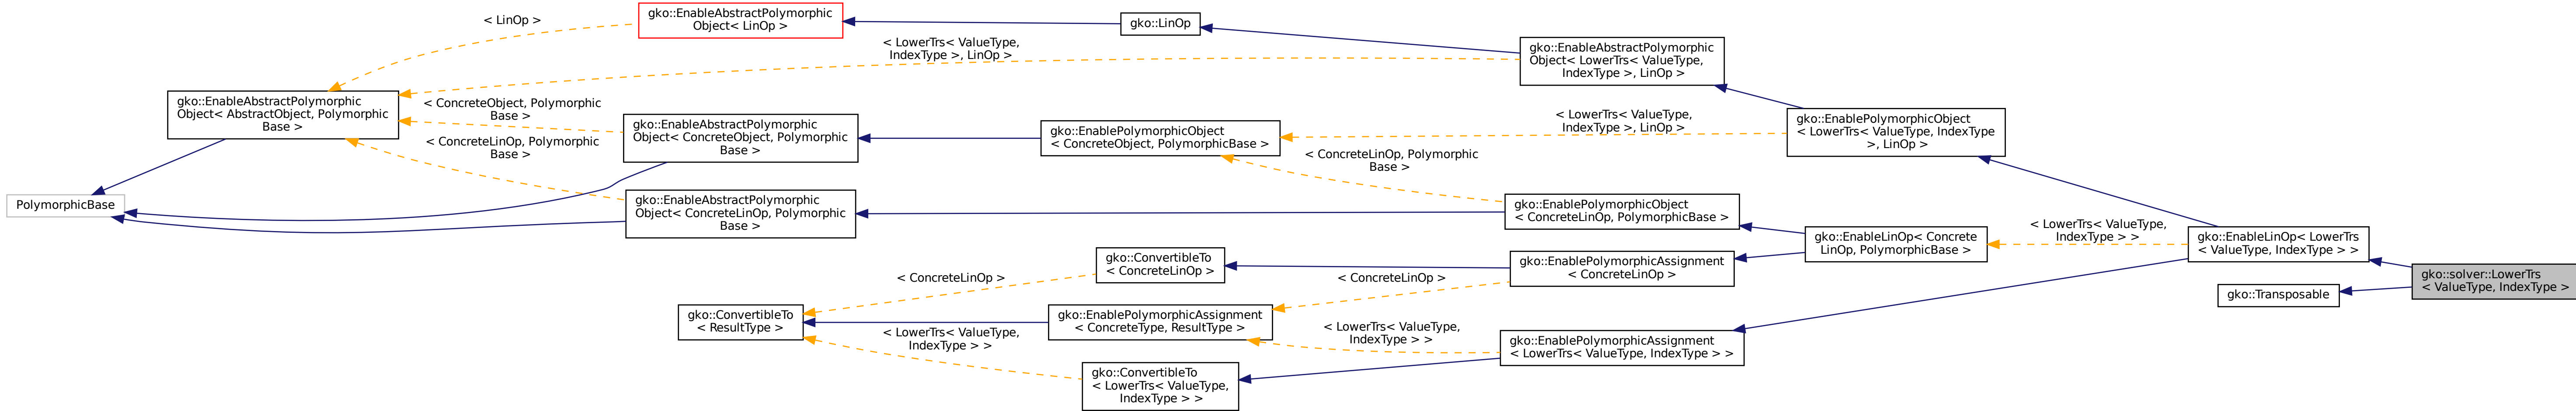 gko::EnableAbstractPolymorphic
Object< LinOp >
< LinOp >
gko::LinOp
< LowerTrs< ValueType,
IndexType >, LinOp >
gko::EnableAbstractPolymorphic
Object< LowerTrs< ValueType,
IndexType >, LinOp >
gko::EnableAbstractPolymorphic
Object< AbstractObject, Polymorphic
Base >
< ConcreteObject, Polymorphic
Base >
gko::EnableAbstractPolymorphic
Object< ConcreteObject, Polymorphic
Base >
gko::EnablePolymorphicObject
< ConcreteObject, PolymorphicBase >
< LowerTrs< ValueType,
IndexType >, LinOp >
gko::EnablePolymorphicObject
< LowerTrs< ValueType, IndexType
>, LinOp >
< ConcreteLinOp, Polymorphic
Base >
< ConcreteLinOp, Polymorphic
Base >
PolymorphicBase
gko::EnableAbstractPolymorphic
Object< ConcreteLinOp, Polymorphic
Base >
gko::EnablePolymorphicObject
< ConcreteLinOp, PolymorphicBase >
gko::EnableLinOp< Concrete
LinOp, PolymorphicBase >
< LowerTrs< ValueType,
IndexType > >
gko::EnableLinOp< LowerTrs
< ValueType, IndexType > >
gko::ConvertibleTo
< ConcreteLinOp >
gko::EnablePolymorphicAssignment
< ConcreteLinOp >
gko::solver::LowerTrs
< ValueType, IndexType >
< ConcreteLinOp >
< ConcreteLinOp >
gko::Transposable
gko::ConvertibleTo
< ResultType >
gko::EnablePolymorphicAssignment
< ConcreteType, ResultType >
< LowerTrs< ValueType,
IndexType > >
< LowerTrs< ValueType,
IndexType > >
gko::EnablePolymorphicAssignment
< LowerTrs< ValueType, IndexType > >
gko::ConvertibleTo
< LowerTrs< ValueType,
IndexType > >